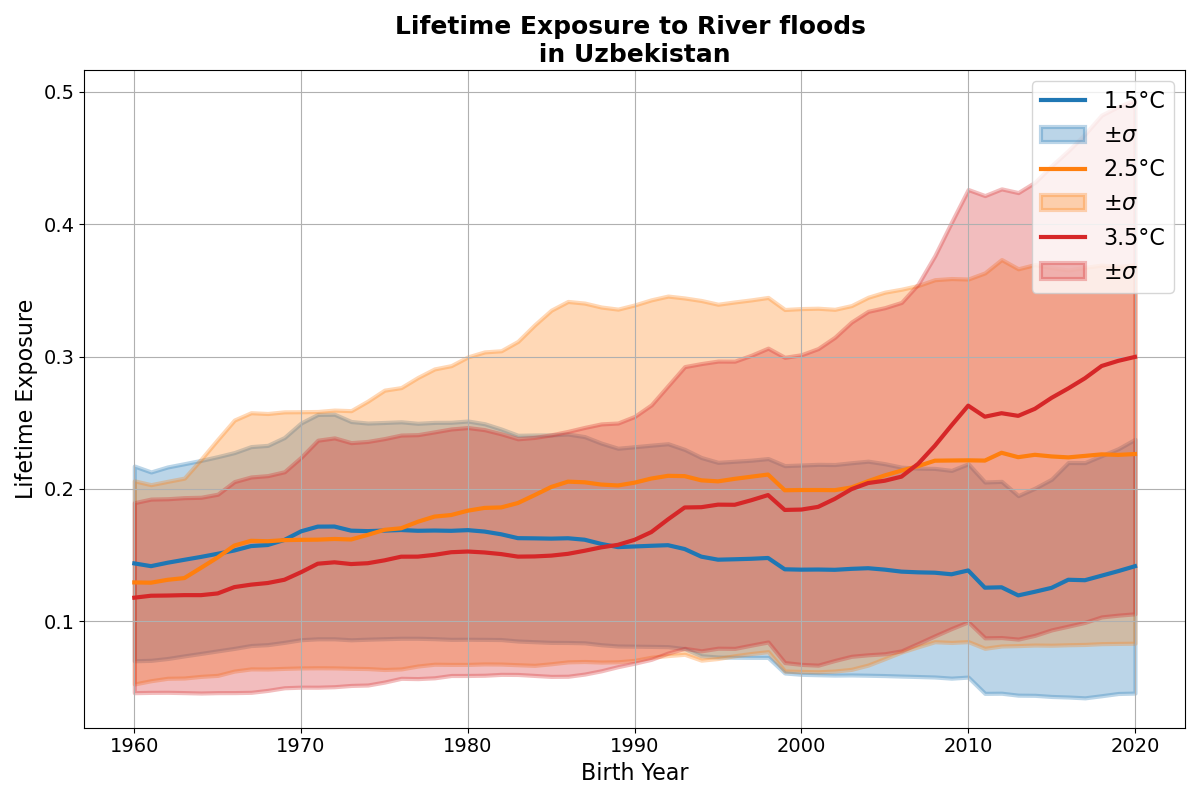 Lifetime Exposure to River floods
in Uzbekistan
0.5
0.4
0.3
0.2
0.1
Lifetime Exposure
1960
1970
1980
1990
2000
2010
2020
Birth Year
1.5°C
±σ
2.5°C
±σ
3.5°C
±σ